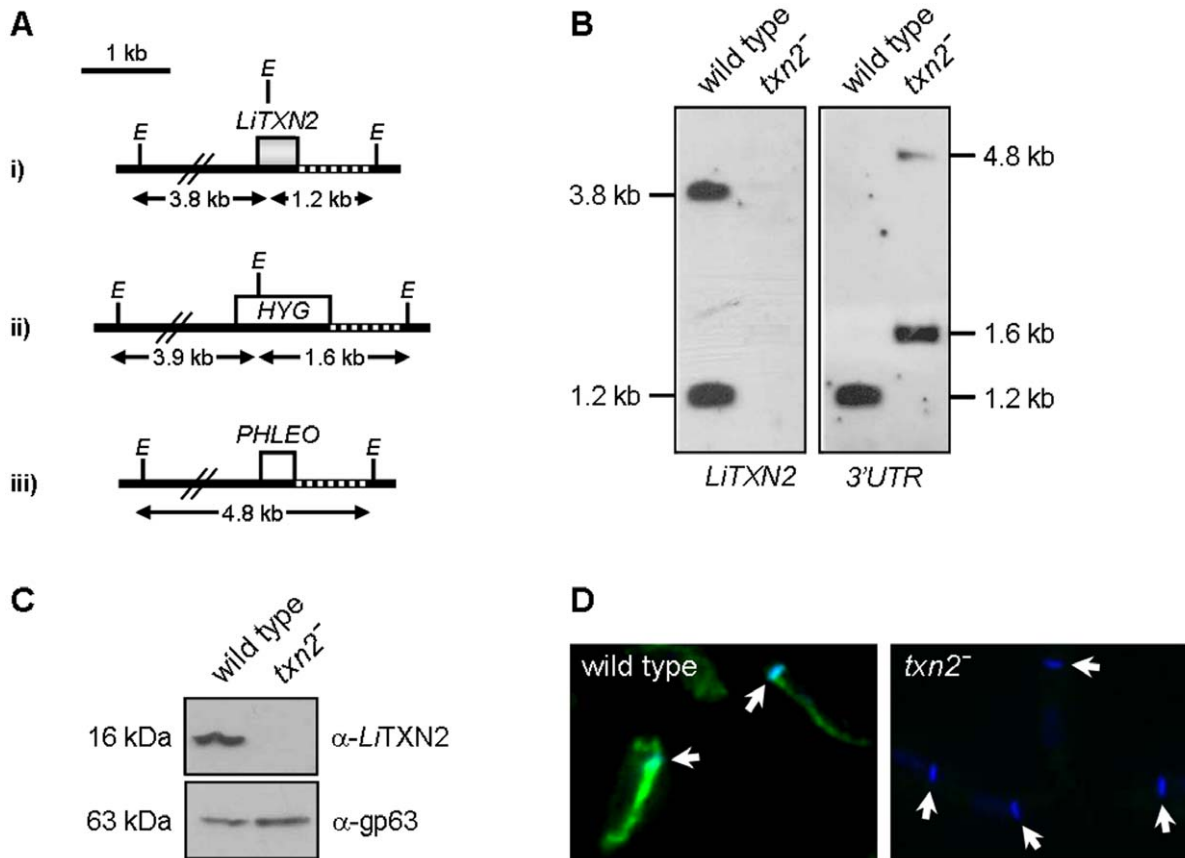 A
1 kb
E
LiTXN2
E
E
i)
3.8 kb
1.2 kb
E
E
E
HYG
ii)
3.9 kb
1.6 kb
PHLEO
E
E
iii)
4.8 kb
B
wild type
txn2⁻
wild type
txn2⁻
3.8 kb
1.2 kb
4.8 kb
1.6 kb
1.2 kb
LiTXN2
3'UTR
C
wild type
txn2⁻
16 kDa
α-LiTXN2
63 kDa
α-gp63
D
wild type
txn2⁻